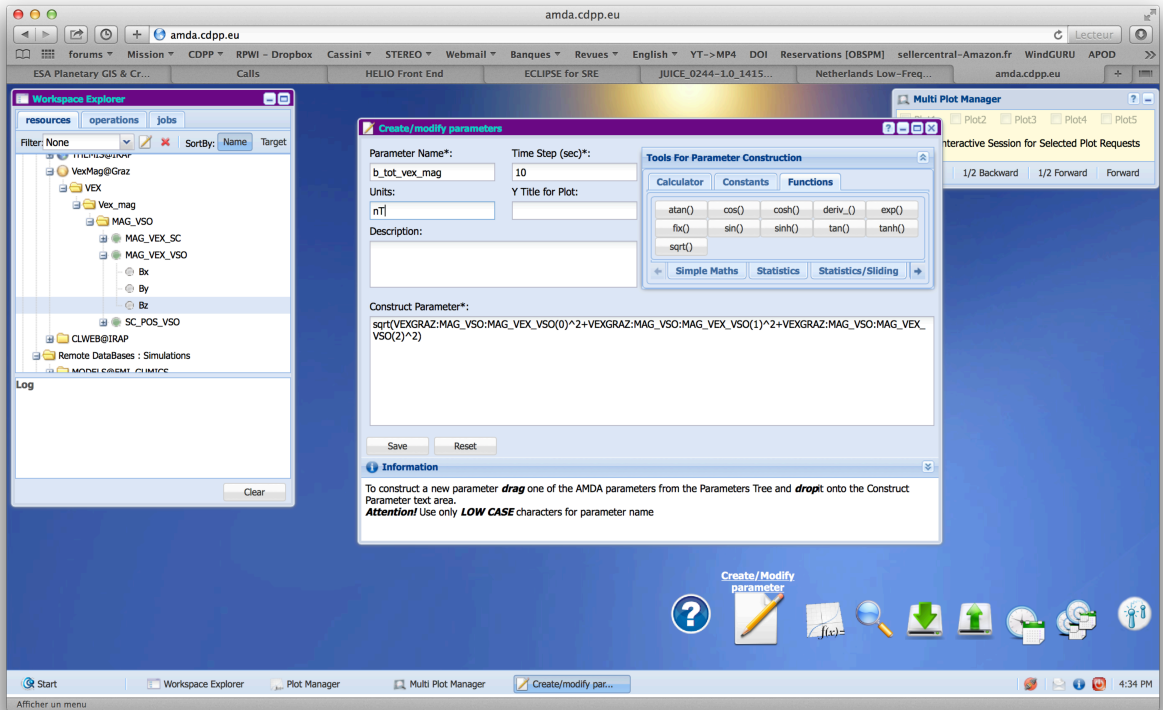 amda.cdpp.eu
amda.cdpp.eu
Lecteur
forums Mission CDPP RPWI - Dropbox Cassini STEREO Webmail Banques Revues English YT->MP4 DOI Reservations [OBSPM] sellercentral-Amazon.fr WindGURU APOD
ESA Planetary GIS & Cr... Calls HELIO Front End ECLIPSE for SRE JUICE_0244-1.0_1415... Netherlands Low-Freq... amda.cdpp.eu
Workspace Explorer
resources operations jobs
Filter: None SortBy: Name Target
THEMIS@IRAP
VexMag@Graz
VEX
Vex_mag
MAG_VSO
MAG_VEX_SC
MAG_VEX_VSO
Bx
By
Bz
SC_POS_VSO
CLWEB@IRAP
Remote DataBases : Simulations
Log
Clear
Create/modify parameters
Parameter Name*: Time Step (sec)*:
b_tot_vex_mag 10
Units: Y Title for Plot:
nT
Description:
Tools For Parameter Construction
Calculator Constants Functions
atan() cos() cosh() deriv_() exp()
fix() sin() sinh() tan() tanh()
sqrt()
Simple Maths Statistics Statistics/Sliding
Construct Parameter*:
sqrt(VEXGRAZ:MAG_VSO:MAG_VEX_VSO(0)^2+VEXGRAZ:MAG_VSO:MAG_VEX_VSO(1)^2+VEXGRAZ:MAG_VSO:MAG_VEX_
VSO(2)^2)
Save Reset
Information
To construct a new parameter drag one of the AMDA parameters from the Parameters Tree and dropit onto the Construct
Parameter text area.
Attention! Use only LOW CASE characters for parameter name
Multi Plot Manager
Plot2 Plot3 Plot4 Plot5
nteractive Session for Selected Plot Requests
1/2 Backward 1/2 Forward Forward
Create/Modify
parameter
f(x)=
Start Workspace Explorer Plot Manager Multi Plot Manager Create/modify par... 4:34 PM
Afficher un menu